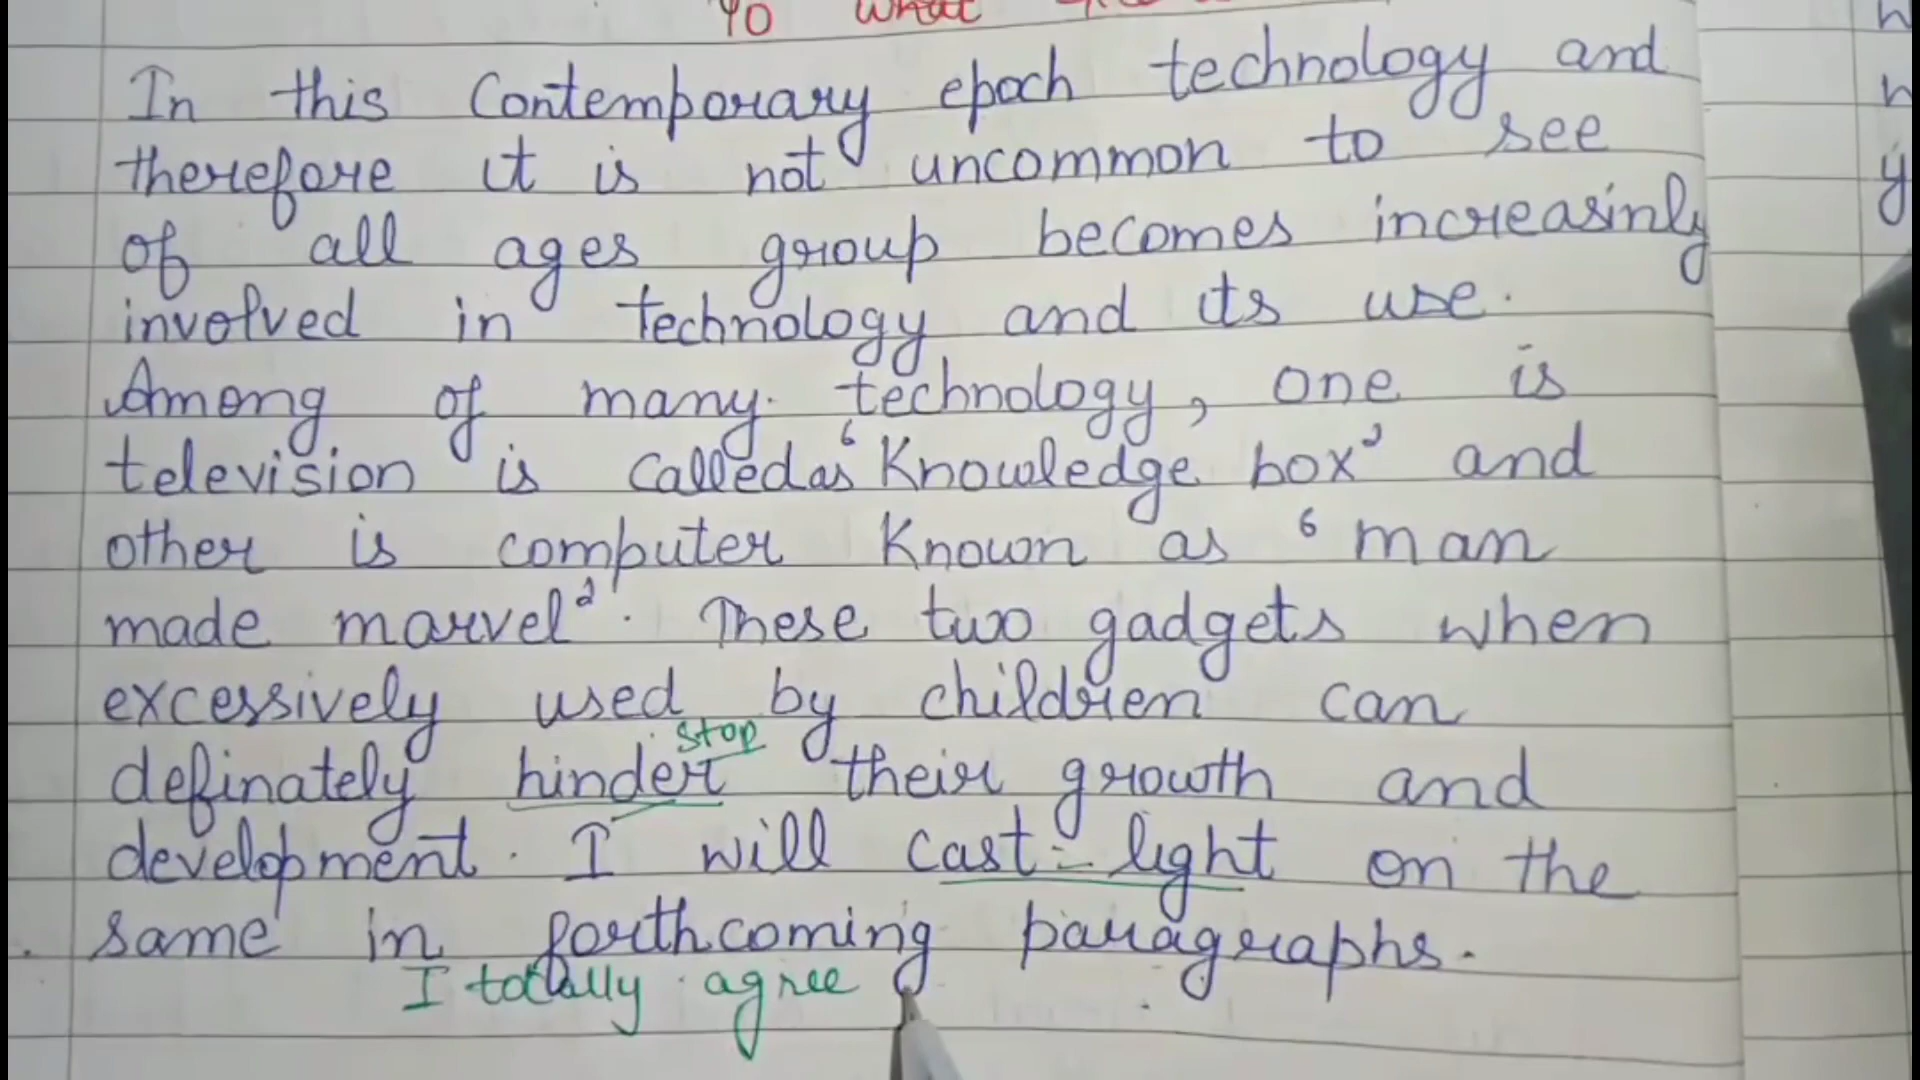 What
In this Contemporary epoch technology and
therefore it is not uncommon to see
of all ages group becomes increasinly
involved in technology and its use.
Among of many. technology, one is
television is called as 'Knowledge box' and
other is computer Known as 'man
made marvel'. These two gadgets when
excessively used by children can
stop
definately hinder their growth and
development. I will cast - light on the
same in forthcoming paragraphs.
I totally agree